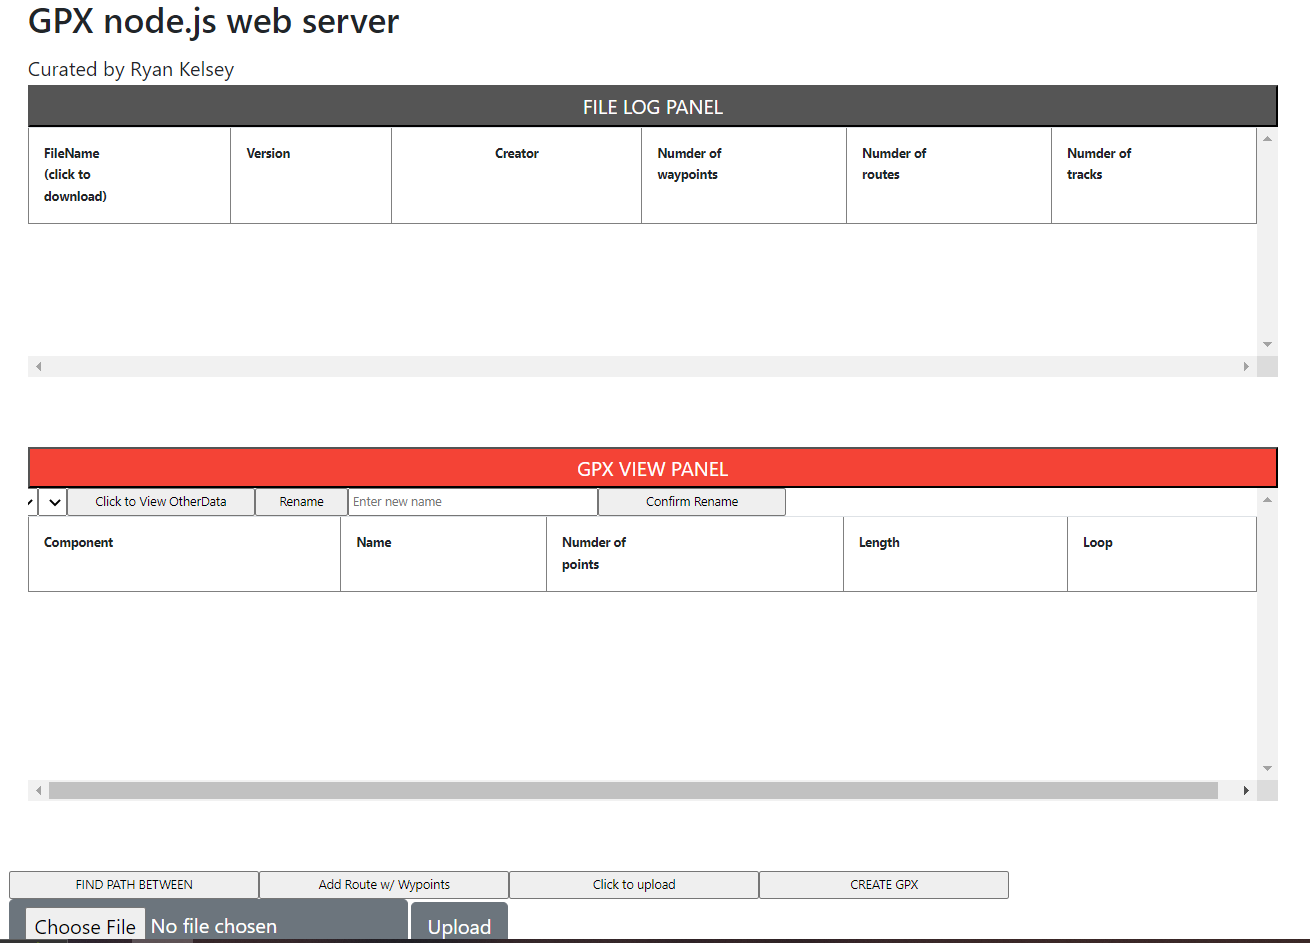 GPX node.js web server
Curated by Ryan Kelsey
FILE LOG PANEL
FileName
(click to
download)
Version
Creator
Numder of
waypoints
Numder of
routes
Numder of
tracks
GPX VIEW PANEL
Click to View OtherData
Rename
Enter new name
Confirm Rename
Component
Name
Numder of
points
Length
Loop
FIND PATH BETWEEN
Add Route w/ Wypoints
Click to upload
CREATE GPX
Choose File No file chosen
Upload